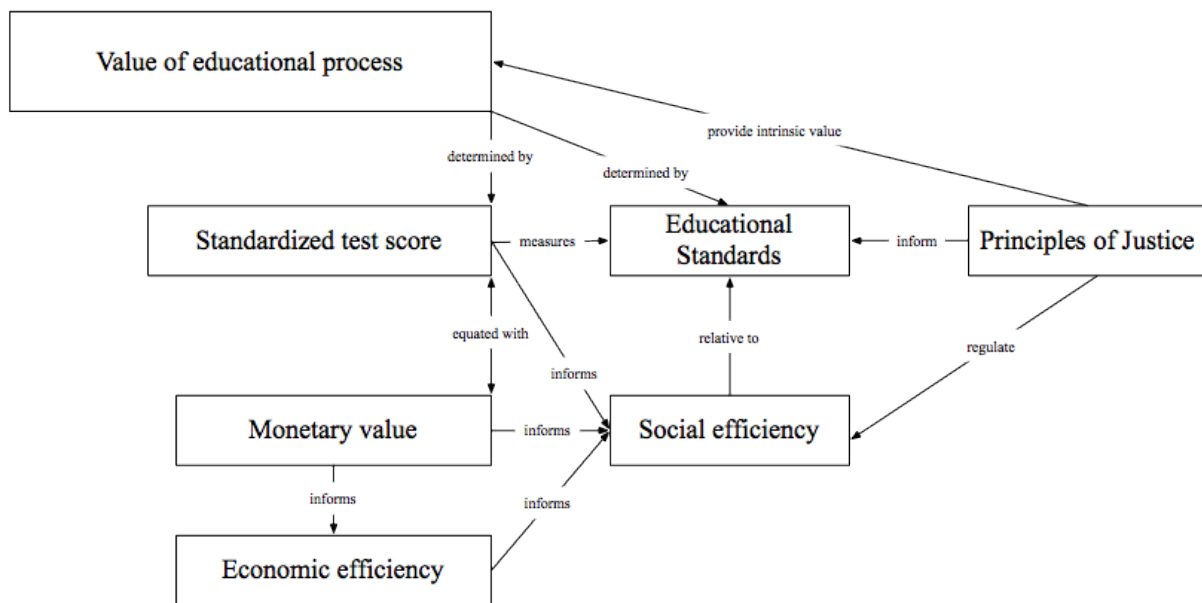 Value of educational process
provide intrinsic value
determined by
determined by
Standardized test score
measures
Educational
Standards
inform
Principles of Justice
equated with
relative to
regulate
informs
Monetary value
informs
Social efficiency
informs
informs
Economic efficiency